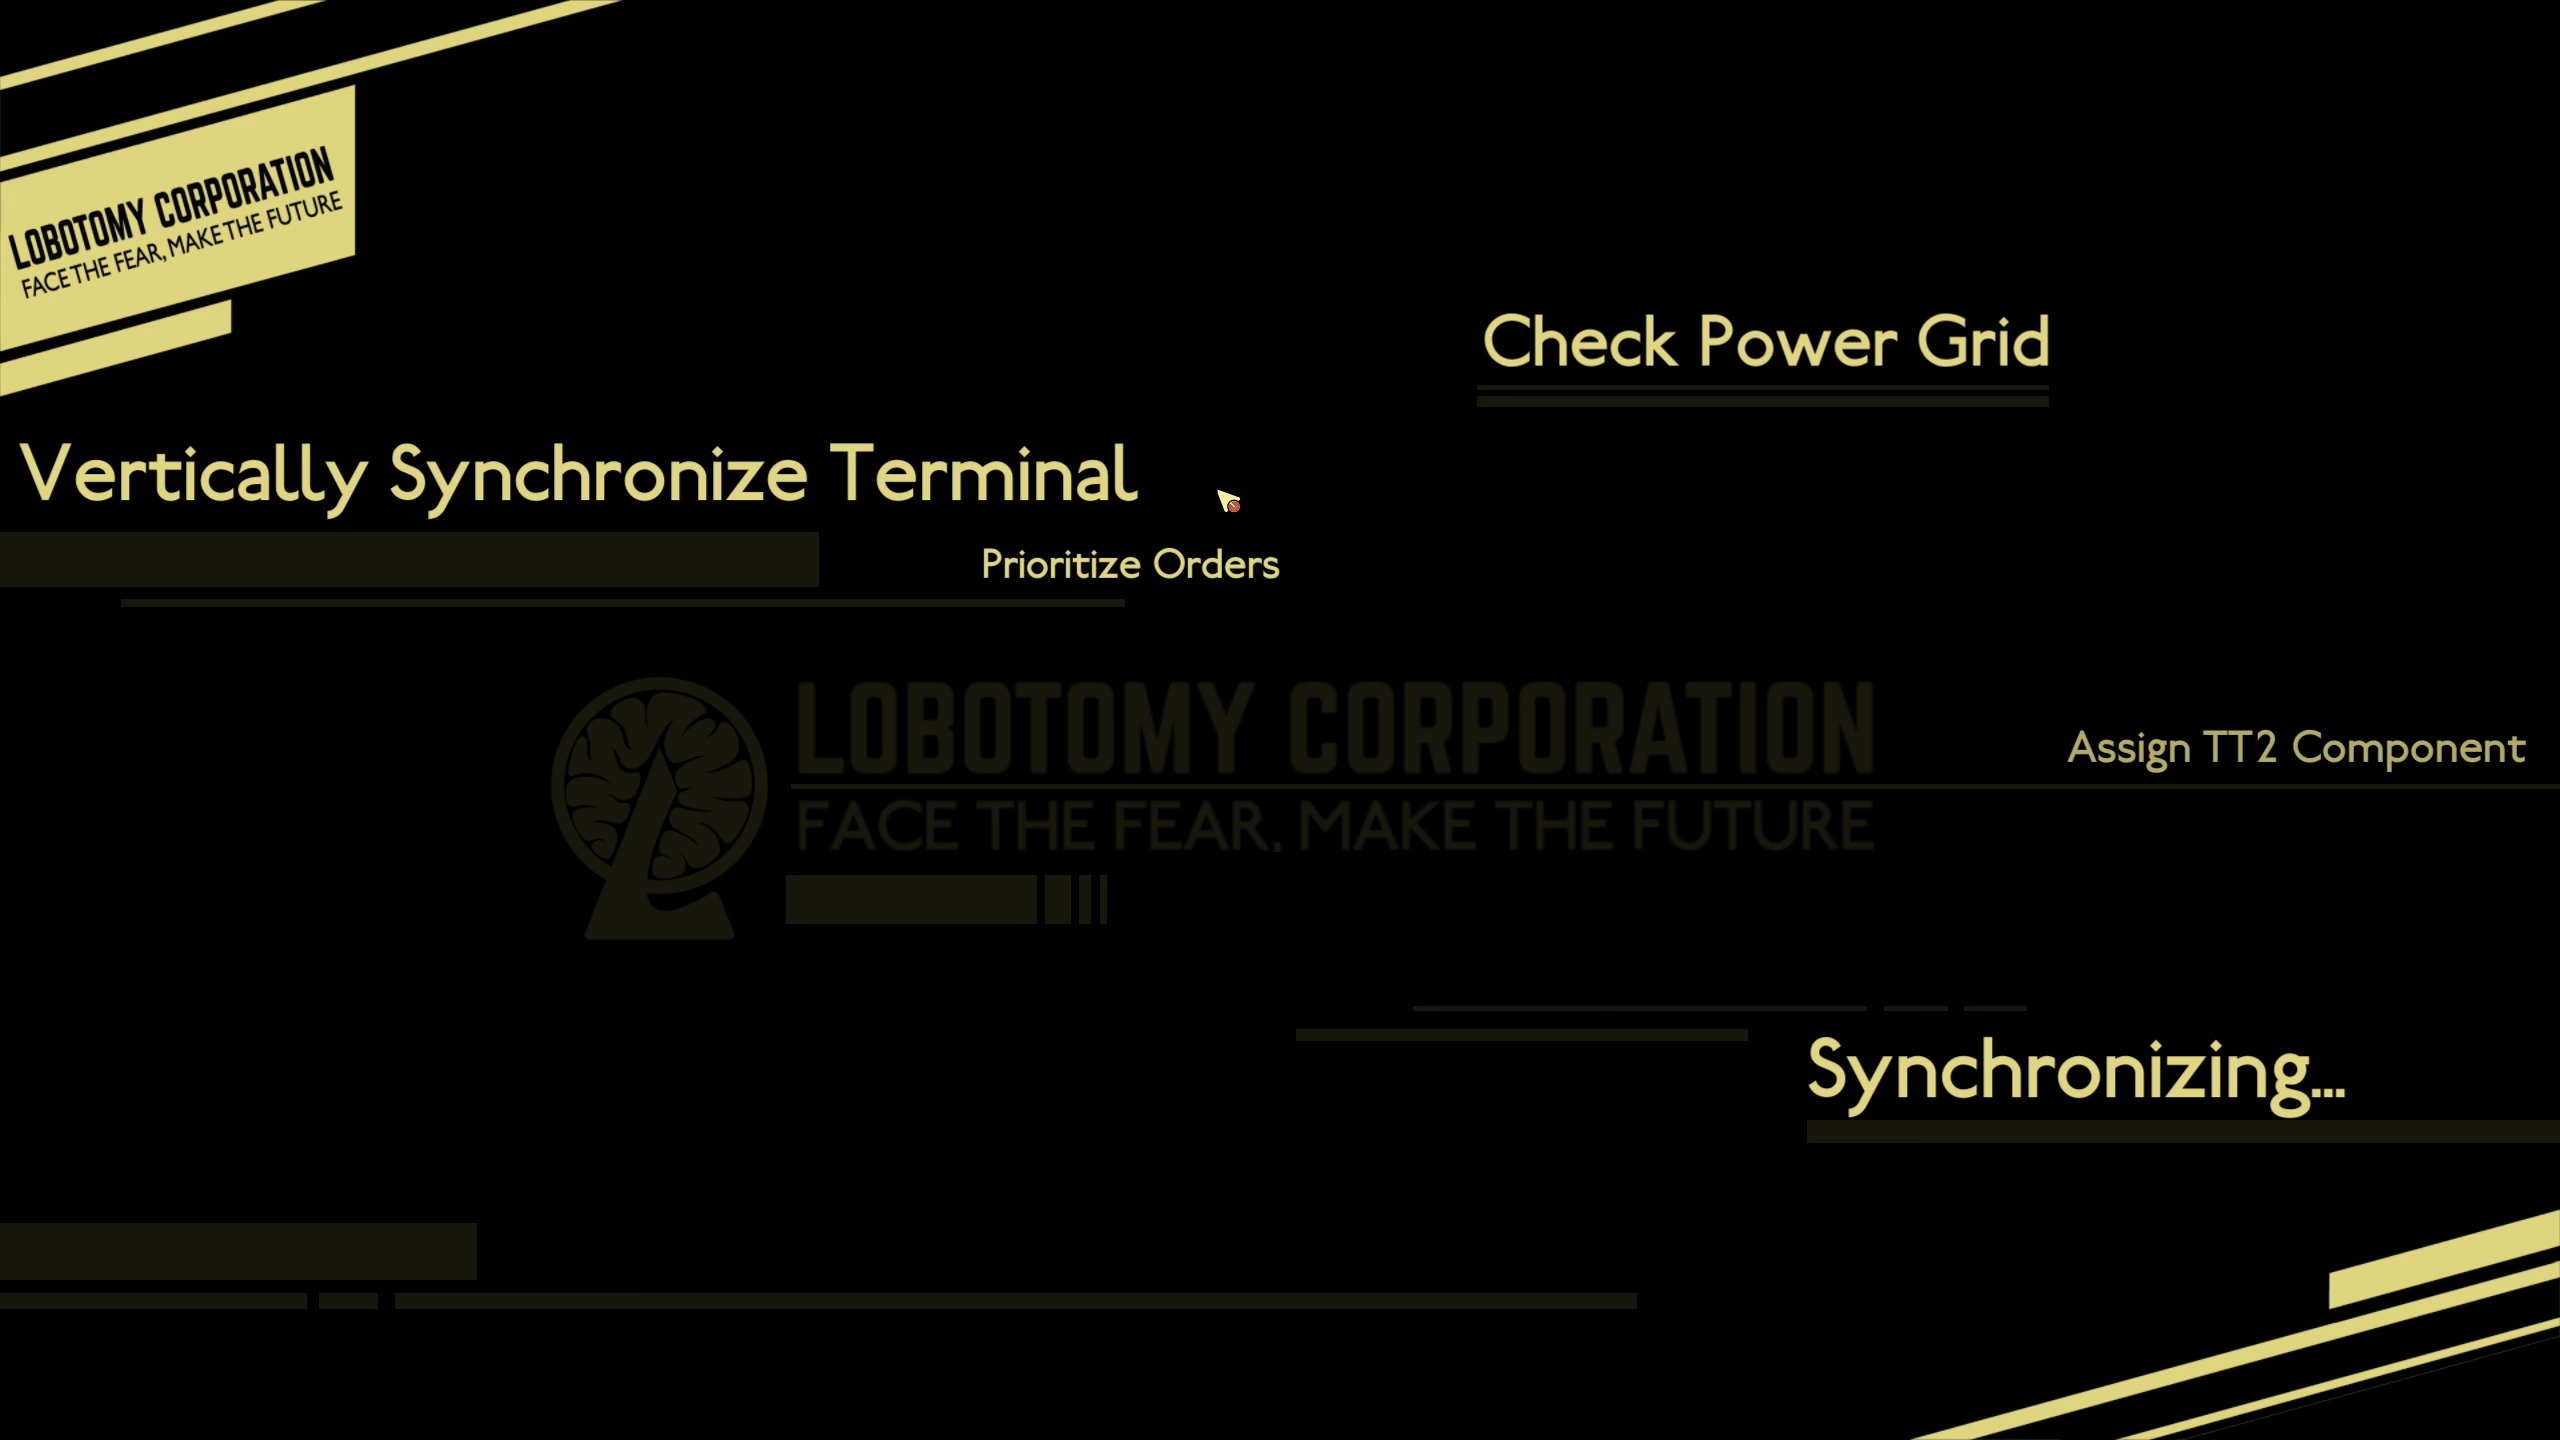 LOBOTOMY CORPORATION
FACE THE FEAR, MAKE THE FUTURE
Check Power Grid
Vertically Synchronize Terminal
Prioritize Orders
LOBOTOMY CORPORATION
FACE THE FEAR, MAKE THE FUTURE
Assign TT2 Component
Synchronizing...